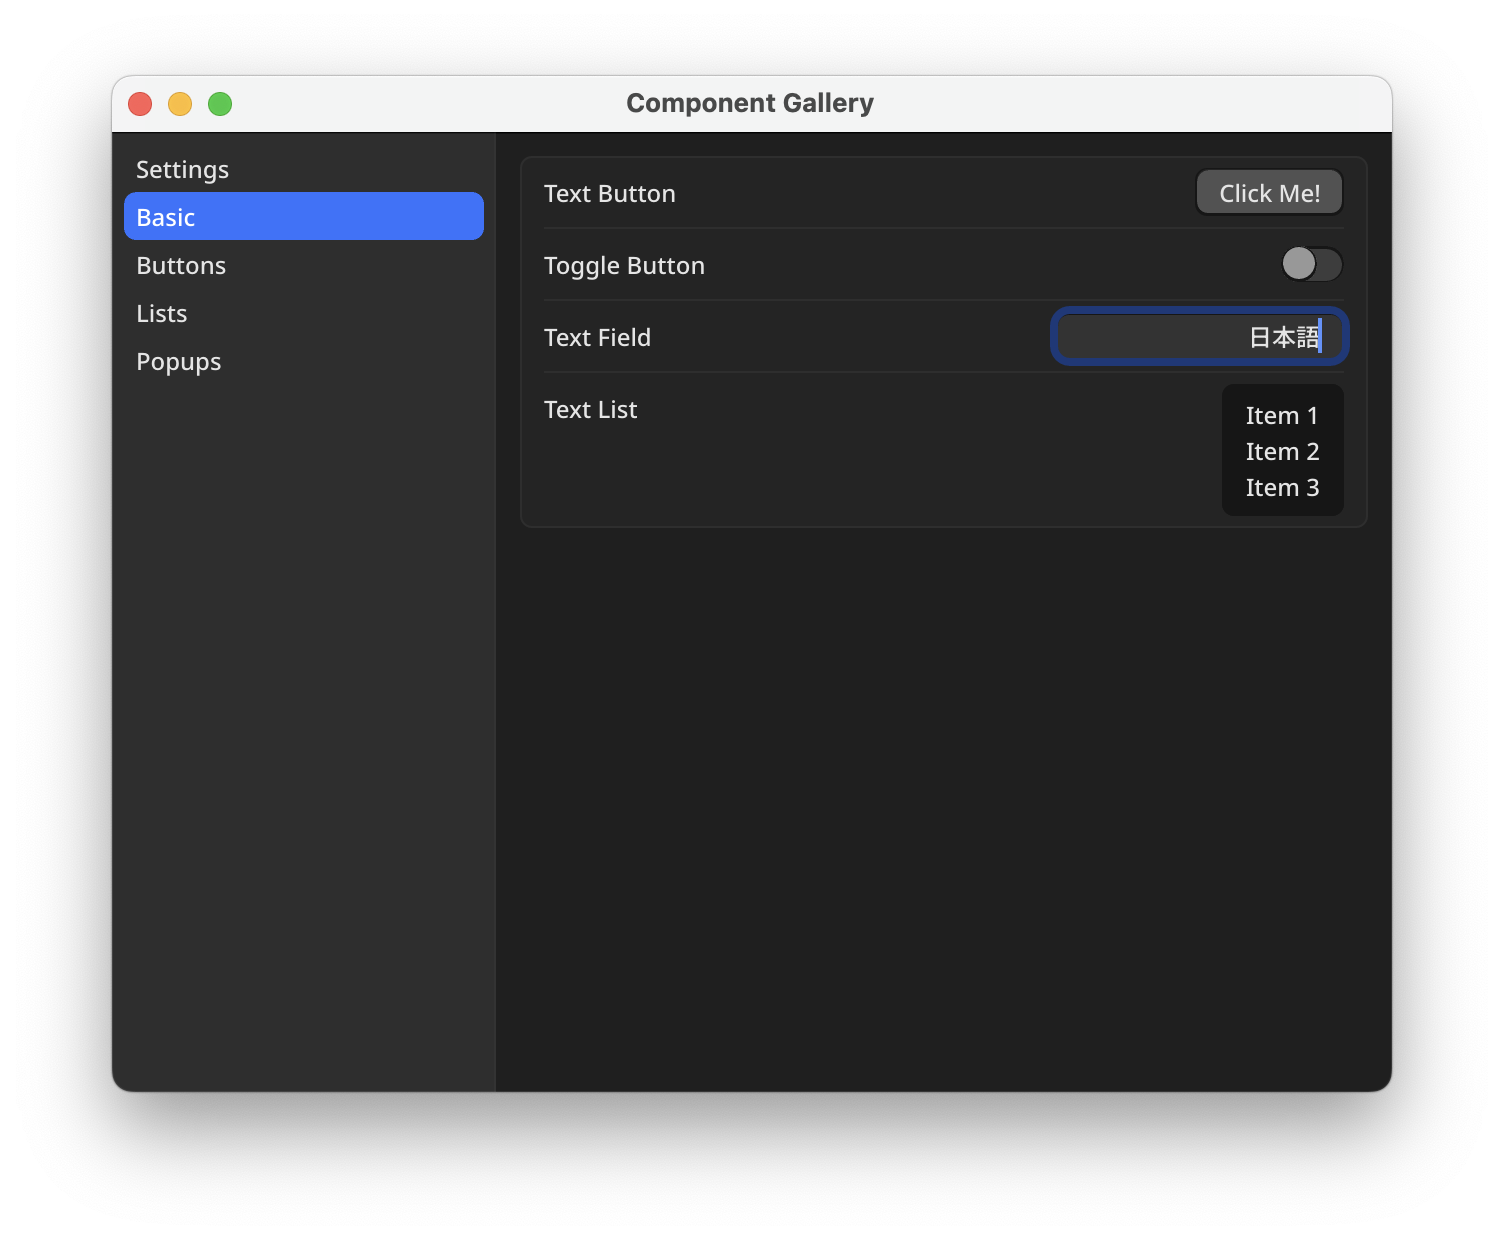 Component Gallery
Settings
Basic
Buttons
Lists
Popups
Text Button
Click Me!
Toggle Button
Text Field
日本語
Text List
Item 1
Item 2
Item 3